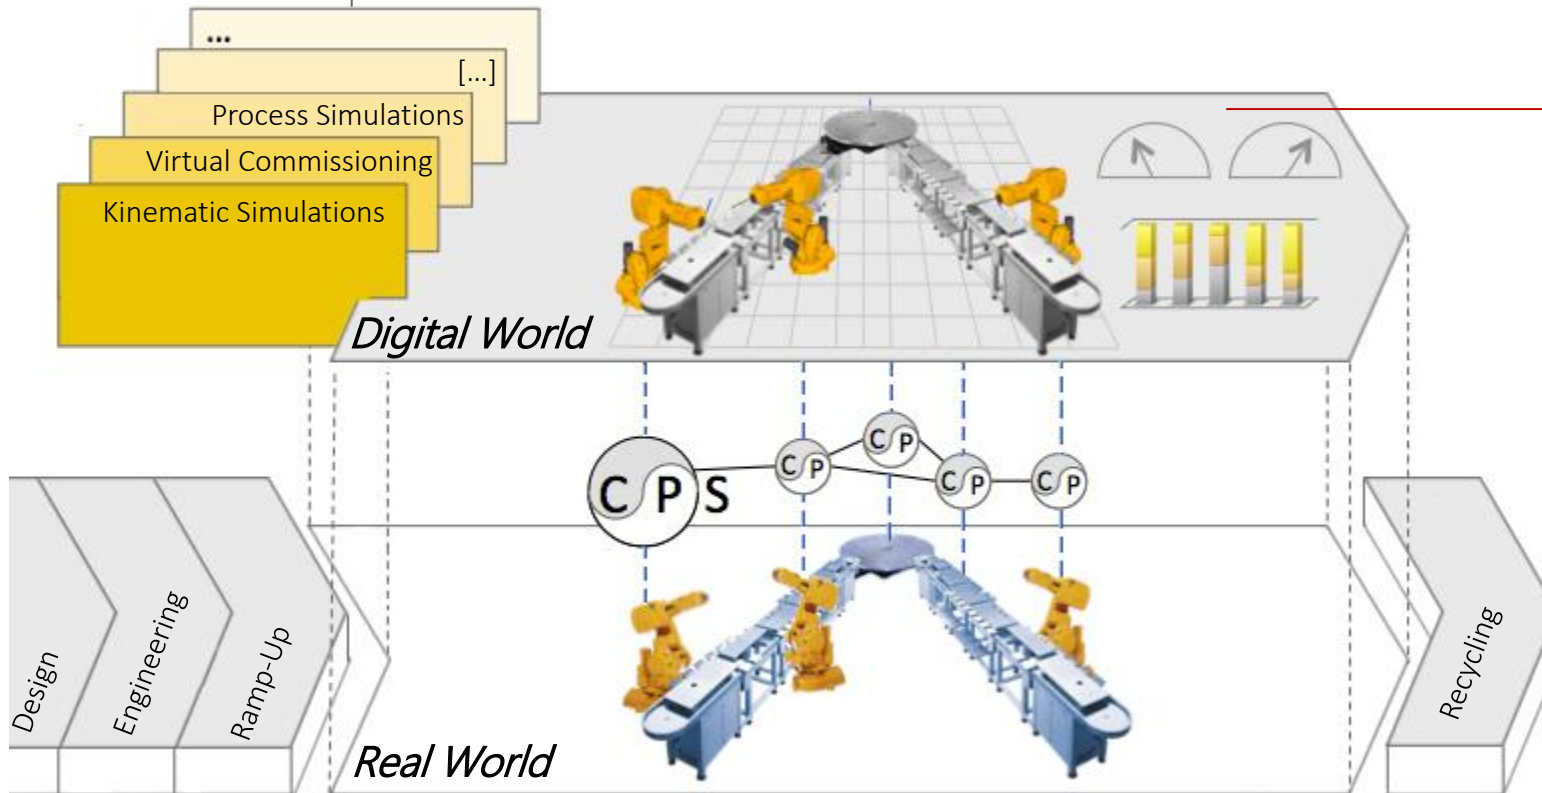 ...
[...]
Process Simulations
Virtual Commissioning
Kinematic Simulations
Digital World
C P S
C P
C P
C P
C P
Design
Engineering
Ramp-Up
Recycling
Real World